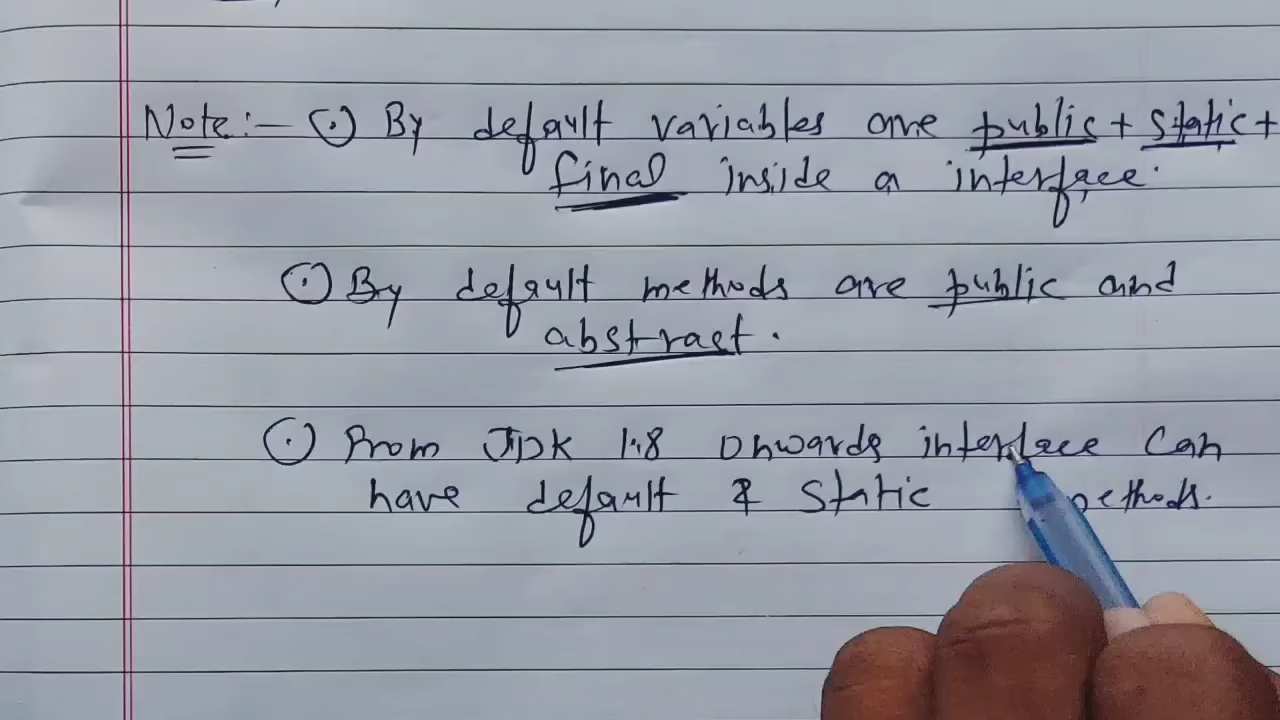 Note:- ⊙ By default variables are public + static +
final inside a interface.
⊙ By default methods are public and
abstract.
⊙ From JDK 1.8 onwards interface can
have default & static methods.